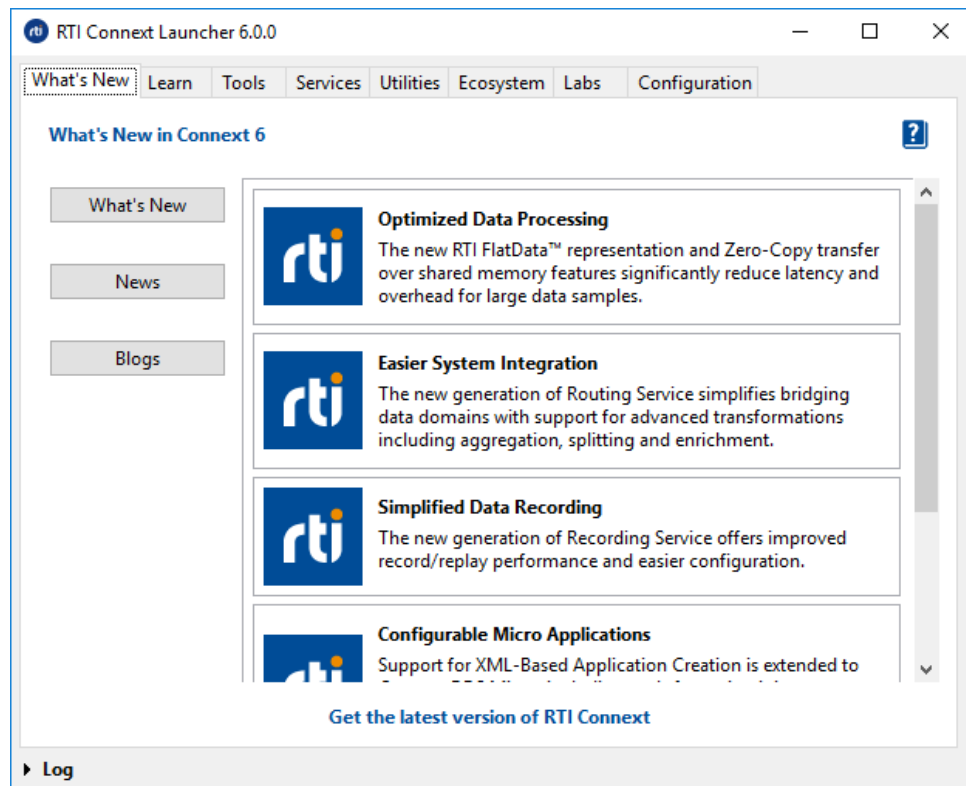 rti RTI Connext Launcher 6.0.0
What's New Learn Tools Services Utilities Ecosystem Labs Configuration
What's New in Connext 6
?
What's New
News
Blogs
rti
Optimized Data Processing
The new RTI FlatData™ representation and Zero-Copy transfer
over shared memory features significantly reduce latency and
overhead for large data samples.
rti
Easier System Integration
The new generation of Routing Service simplifies bridging
data domains with support for advanced transformations
including aggregation, splitting and enrichment.
rti
Simplified Data Recording
The new generation of Recording Service offers improved
record/replay performance and easier configuration.
rti
Configurable Micro Applications
Support for XML-Based Application Creation is extended to
Get the latest version of RTI Connext
Log